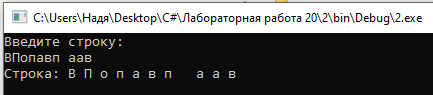 C:\Users\Надя\Desktop\C#\Лабораторная работа 20\2\bin\Debug\2.exe
Введите строку:
ВПопавп аав
Строка: В П о п а в п   а а в